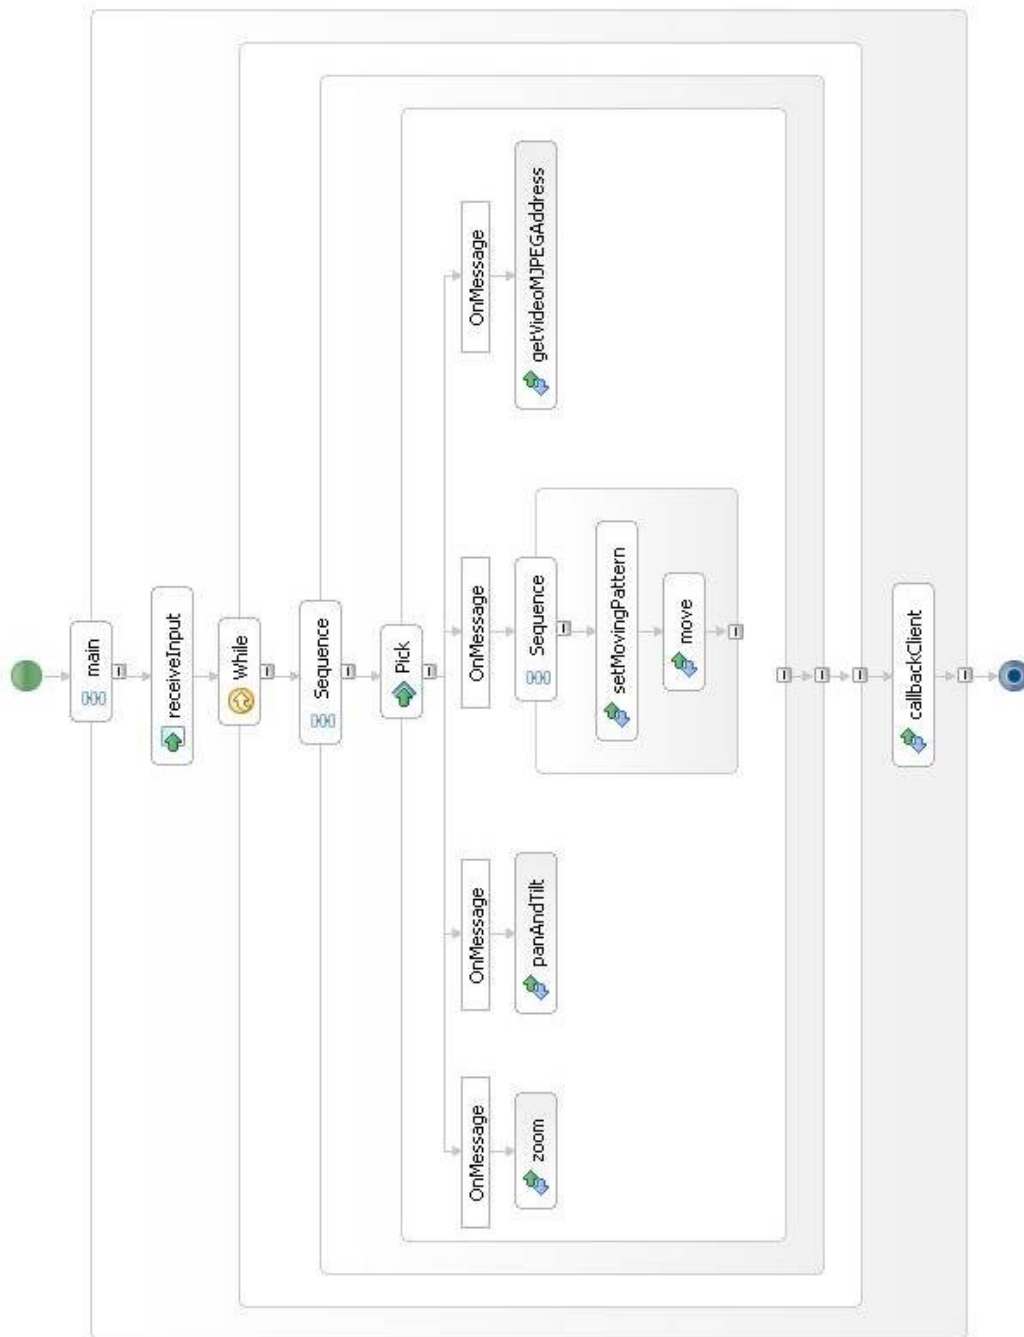 main
receiveInput
While
Sequence
Pick
OnMessage
zoom
OnMessage
panAndTilt
OnMessage
Sequence
setMovingPattern
move
OnMessage
getVideoMJPEGAddress
callbackClient